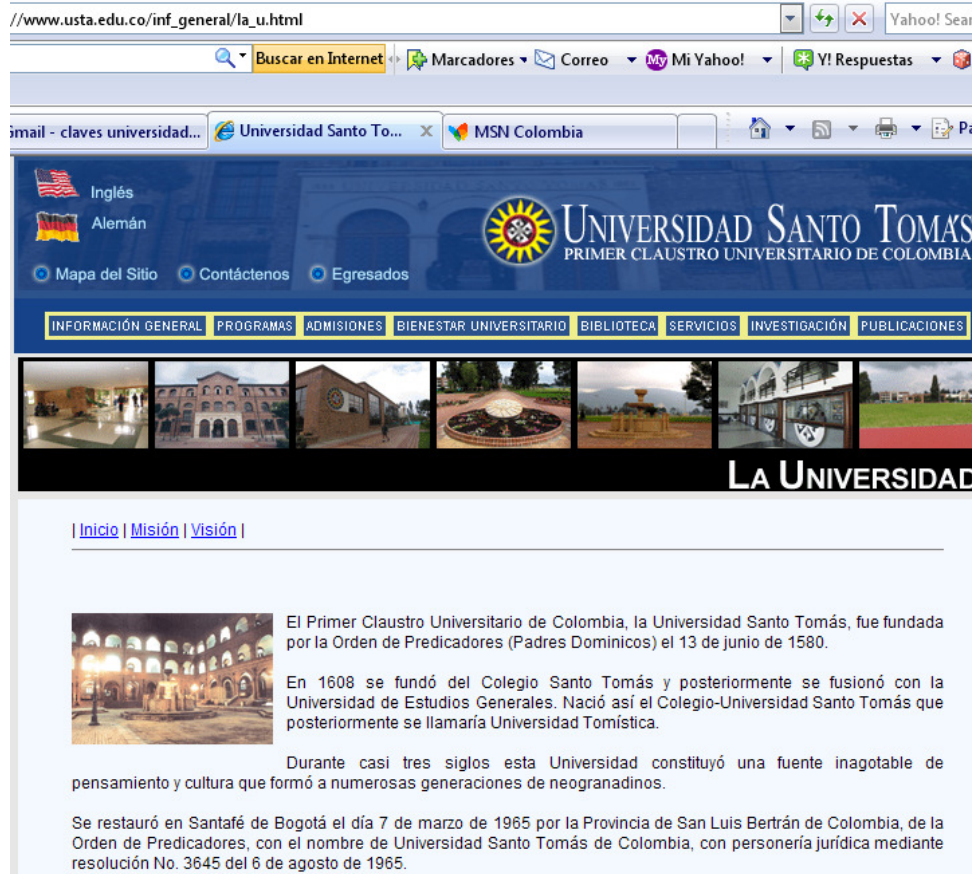 //www.usta.edu.co/inf_general/la_u.html
Yahoo! Sear
Buscar en Internet Marcadores Correo Mi Yahoo! Y! Respuestas
Gmail - claves universidad... Universidad Santo To... MSN Colombia
Inglés
Alemán
UNIVERSIDAD SANTO TOMÁS
PRIMER CLAUSTRO UNIVERSITARIO DE COLOMBIA
Mapa del Sitio Contáctenos Egresados
INFORMACIÓN GENERAL PROGRAMAS ADMISIONES BIENESTAR UNIVERSITARIO BIBLIOTECA SERVICIOS INVESTIGACIÓN PUBLICACIONES
LA UNIVERSIDAD
| Inicio | Misión | Visión |
El Primer Claustro Universitario de Colombia, la Universidad Santo Tomás, fue fundada
por la Orden de Predicadores (Padres Dominicos) el 13 de junio de 1580.
En 1608 se fundó del Colegio Santo Tomás y posteriormente se fusionó con la
Universidad de Estudios Generales. Nació así el Colegio-Universidad Santo Tomás que
posteriormente se llamaría Universidad Tomística.
Durante casi tres siglos esta Universidad constituyó una fuente inagotable de
pensamiento y cultura que formó a numerosas generaciones de neogranadinos.
Se restauró en Santafé de Bogotá el día 7 de marzo de 1965 por la Provincia de San Luis Bertrán de Colombia, de la
Orden de Predicadores, con el nombre de Universidad Santo Tomás de Colombia, con personería jurídica mediante
resolución No. 3645 del 6 de agosto de 1965.